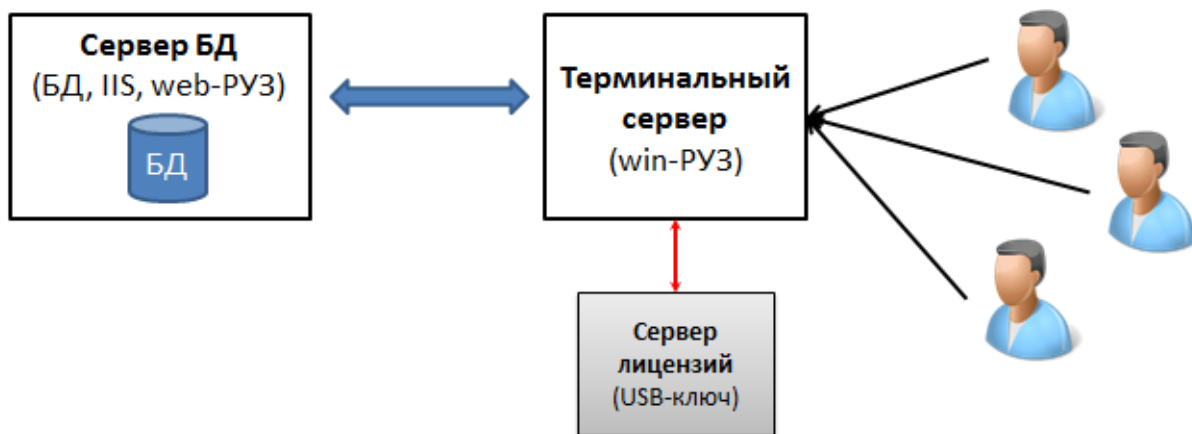 Сервер БД
(БД, IIS, web-РУЗ)
БД
Терминальный
сервер
(win-РУЗ)
Сервер
лицензий
(USB-ключ)